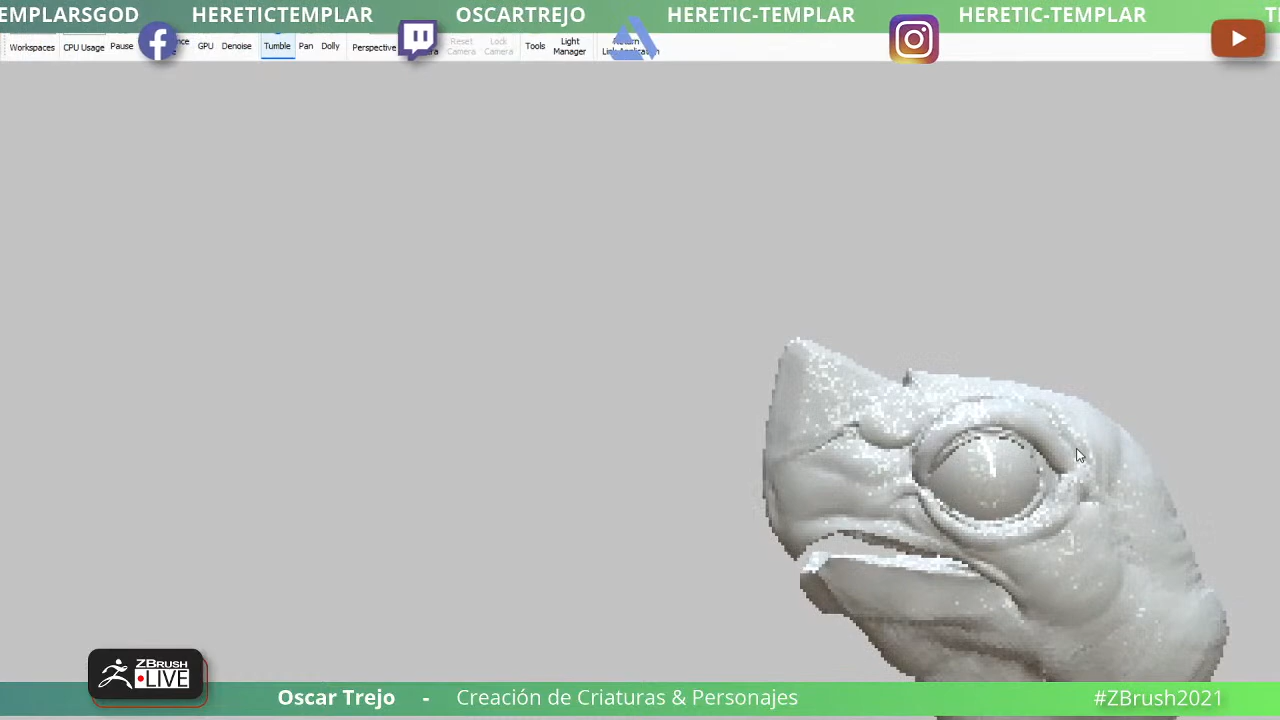 EMPLARSGOD HERETICTEMPLAR OSCARTREJO HERETIC-TEMPLAR HERETIC-TEMPLAR
Workspaces CPU Usage Pause GPU Denoise Tumble Pan Dolly Perspective Reset Camera Lock Camera Tools Light Manager
ZBRUSH
LIVE
Oscar Trejo - Creación de Criaturas & Personajes #ZBrush2021